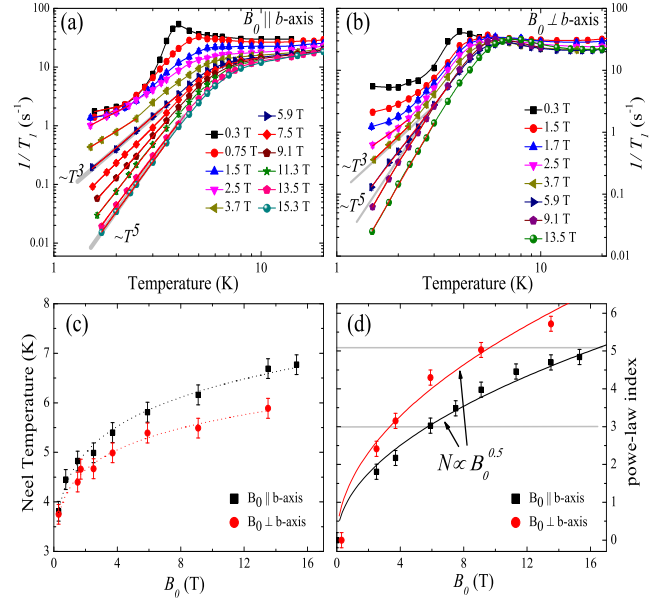 (a)
B₀ || b-axis
1/T₁ (s⁻¹)
100
10
1
0.1
0.01
~T³
~T⁵
0.3 T
0.75 T
1.5 T
2.5 T
3.7 T
5.9 T
7.5 T
9.1 T
11.3 T
13.5 T
15.3 T
1
10
Temperature (K)
(b)
B₀ ⊥ b-axis
~T³
~T⁵
0.3 T
1.5 T
1.7 T
2.5 T
3.7 T
5.9 T
9.1 T
13.5 T
100
10
1
0.1
0.01
1/T₁ (s⁻¹)
1
10
Temperature (K)
(c)
Neel Temperature (K)
8
7
6
5
4
3
B₀ || b-axis
B₀ ⊥ b-axis
0
4
8
12
16
B₀ (T)
(d)
N∝B₀^0.5
B₀ || b-axis
B₀ ⊥ b-axis
6
5
4
3
2
1
0
powe-law index
0
4
8
12
16
B₀ (T)